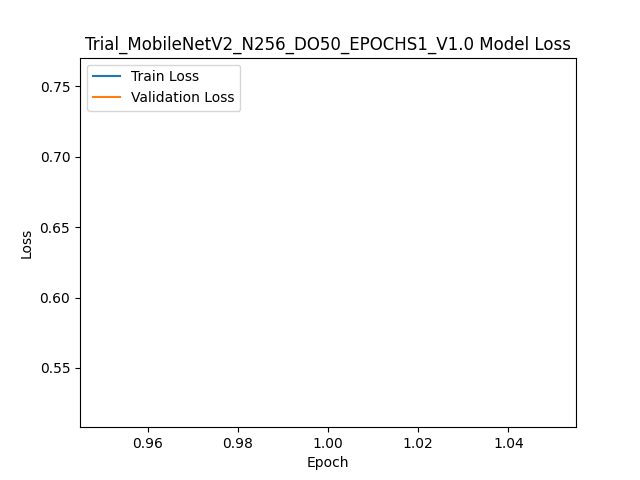 Trial_MobileNetV2_N256_DO50_EPOCHS1_V1.0 Model Loss
Train Loss
Validation Loss
0.75
0.70
0.65
0.60
0.55
Loss
0.96
0.98
1.00
1.02
1.04
Epoch